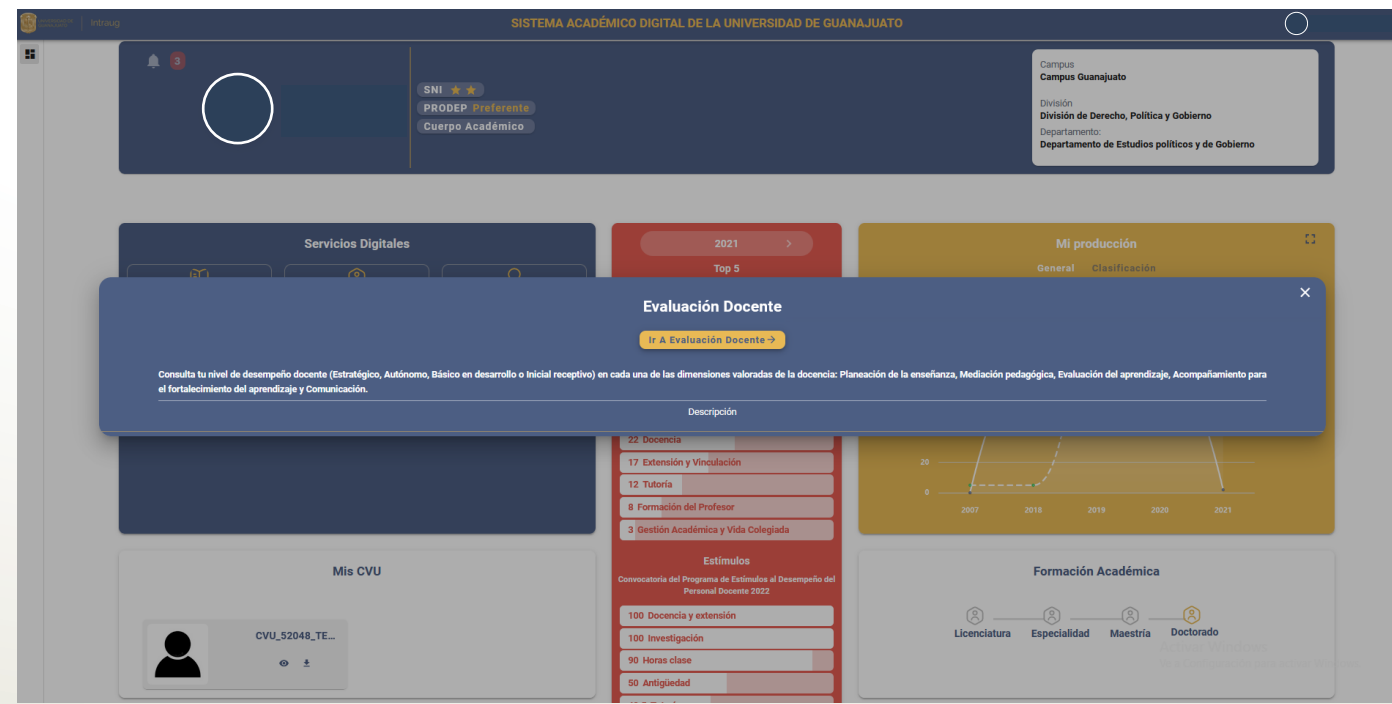 Intraug
SISTEMA ACADÉMICO DIGITAL DE LA UNIVERSIDAD DE GUANAJUATO
3
SNI
PRODEP Preferente
Cuerpo Académico
Campus
Campus Guanajuato
División
División de Derecho, Política y Gobierno
Departamento:
Departamento de Estudios políticos y de Gobierno
Servicios Digitales
2021
Top 5
Mi producción
General Clasificación
Evaluación Docente
Ir A Evaluación Docente
Consulta tu nivel de desempeño docente (Estratégico, Autónomo, Básico en desarrollo o Inicial receptivo) en cada una de las dimensiones valoradas de la docencia: Planeación de la enseñanza, Mediación pedagógica, Evaluación del aprendizaje, Acompañamiento para
el fortalecimiento del aprendizaje y Comunicación.
Descripción
22 Docencia
17 Extensión y Vinculación
12 Tutoría
8 Formación del Profesor
3 Gestión Académica y Vida Colegiada
20
0
2007 2018 2019 2020 2021
Mis CVU
CVU_52048_TE...
Estímulos
Convocatoria del Programa de Estímulos al Desempeño del
Personal Docente 2022
100 Docencia y extensión
100 Investigación
90 Horas clase
50 Antigüedad
Formación Académica
Licenciatura Especialidad Maestría Doctorado
Activar Windows